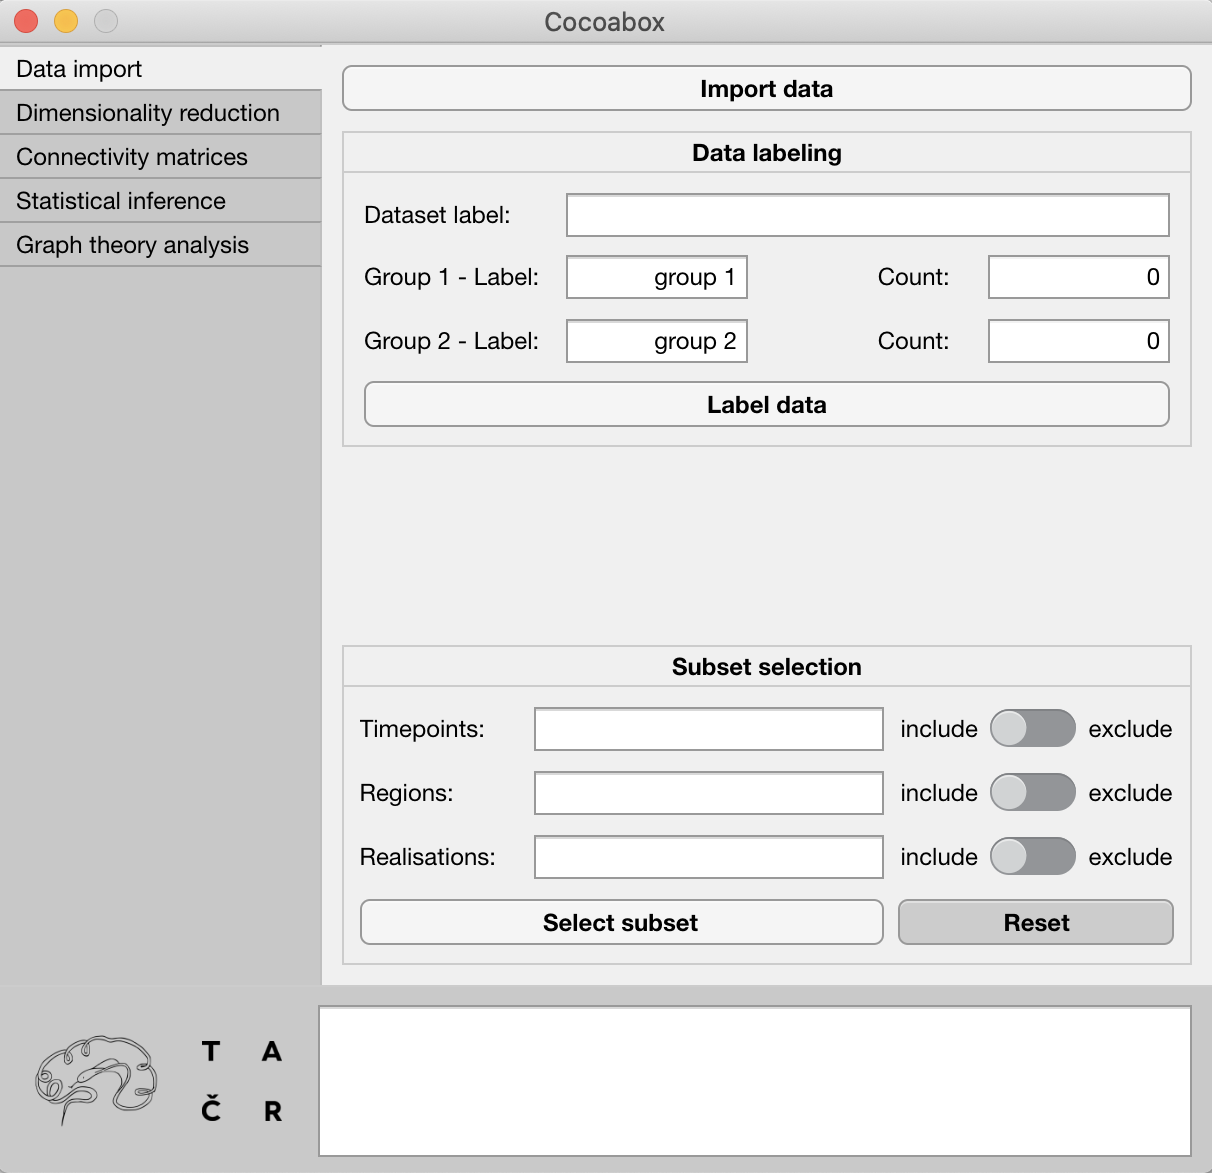 Cocoabox
Data import
Dimensionality reduction
Connectivity matrices
Statistical inference
Graph theory analysis
Import data
Data labeling
Dataset label:
Group 1 - Label: group 1 Count: 0
Group 2 - Label: group 2 Count: 0
Label data
Subset selection
Timepoints: include exclude
Regions: include exclude
Realisations: include exclude
Select subset Reset
T A
Č R